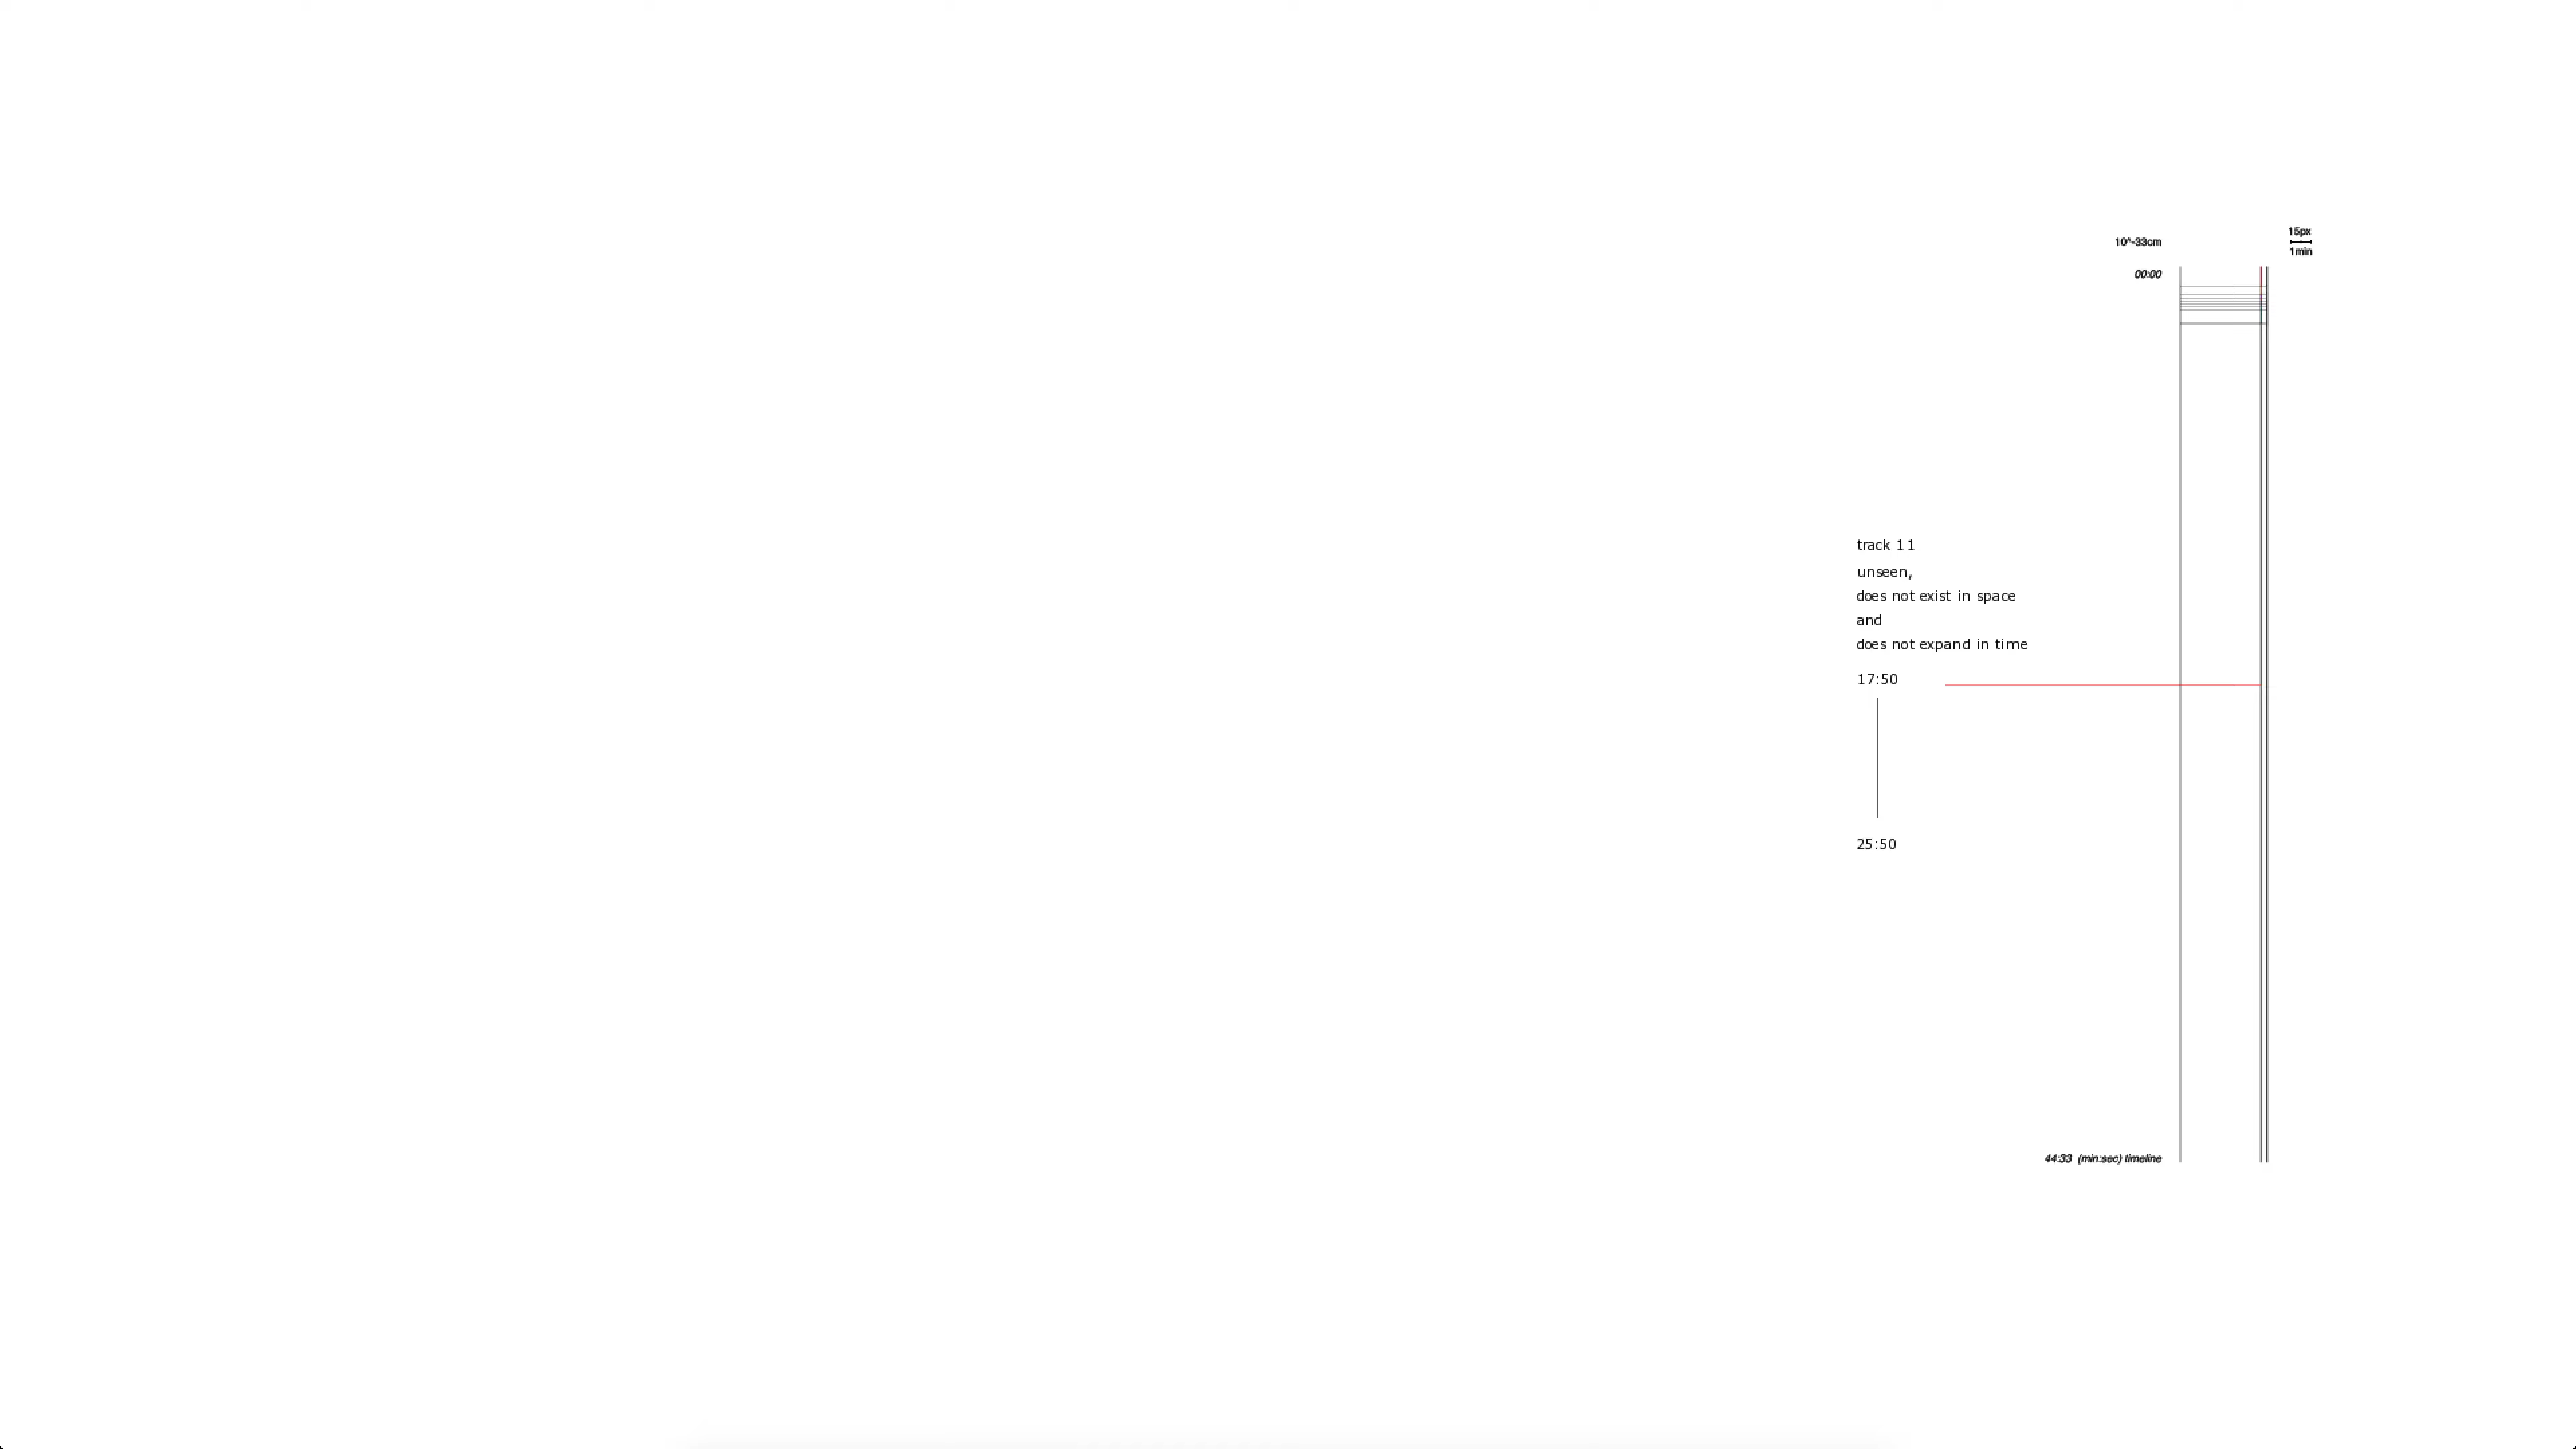 15px
10^-33cm
1min
00:00
track 11
unseen,
does not exist in space
and
does not expand in time
17:50
25:50
44:33 (min:sec) timeline